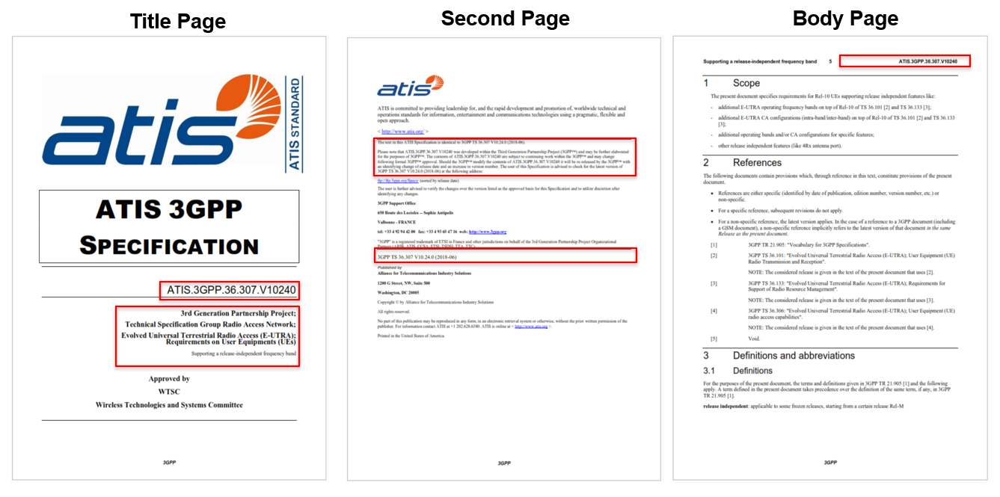 Title Page
Second Page
Body Page
atis
ATIS STANDARD
ATIS 3GPP
SPECIFICATION
ATIS.3GPP.36.307.V10240
3rd Generation Partnership Project;
Technical Specification Group Radio Access Network;
Evolved Universal Terrestrial Radio Access (E-UTRA);
Requirements on User Equipments (UEs)
Supporting a release-independent frequency band
Approved by
WTSC
Wireless Technologies and Systems Committee
3GPP
atis
ATIS is committed to providing leadership for, and the rapid development and promotion of, worldwide technical and
operations standards for information, entertainment and communications technologies using a pragmatic, flexible and
open approach.
< http://www.atis.org/ >
The text in this ATIS Specification is identical to 3GPP TS 36.307 V10.24.0 (2018-06).
Please note that ATIS.3GPP.36.307.V10240 was developed within the Third Generation Partnership Project (3GPP™) and may be further elaborated
for the purposes of 3GPP™. The contents of ATIS.3GPP.36.307.V10240 are subject to continuing work within the 3GPP™ and may change
following formal 3GPP™ approval. Should the 3GPP™ modify the contents of ATIS.3GPP.36.307.V10240 it will be re-released by the 3GPP™ with
an identifying change of release date and an increase in version number. The user of this Specification is advised to check for the latest version of
3GPP TS 36.307 V10.24.0 (2018-06) at the following address:
ftp://ftp.3gpp.org/Specs/ (sorted by release date)
The user is further advised to verify the changes over the version listed as the approved basis for this Specification and to utilize discretion after
identifying any changes.
3GPP Support Office
650 Route des Lucioles -- Sophia Antipolis
Valbonne - FRANCE
tel: +33 4 92 94 42 00 fax: +33 4 93 65 47 16 web: http://www.3gpp.org
"3GPP" is a registered trademark of ETSI in France and other jurisdictions on behalf of the 3rd Generation Partnership Project Organizational
Partners (ARIB, ATIS, CCSA, ETSI, TSDSI, TTA, TTC).
3GPP TS 36.307 V10.24.0 (2018-06)
Published by
Alliance for Telecommunications Industry Solutions
1200 G Street, NW, Suite 500
Washington, DC 20005
Copyright © by Alliance for Telecommunications Industry Solutions
All rights reserved.
No part of this publication may be reproduced in any form, in an electronic retrieval system or otherwise, without the prior written permission of the
publisher. For information contact ATIS at +1 202.628.6380. ATIS is online at < http://www.atis.org >.
Printed in the United States of America.
3GPP
Supporting a release-independent frequency band 5 ATIS.3GPP.36.307.V10240
1 Scope
The present document specifies requirements for Rel-10 UEs supporting release independent features like:
- additional E-UTRA operating frequency bands on top of Rel-10 of TS 36.101 [2] and TS 36.133 [3];
- additional E-UTRA CA configurations (intra-band/inter-band) on top of Rel-10 of TS 36.101 [2] and TS 36.133
[3];
- additional operating bands and/or CA configurations for specific features;
- other release independent features (like 4Rx antenna port).
2 References
The following documents contain provisions which, through reference in this text, constitute provisions of the present
document.
• References are either specific (identified by date of publication, edition number, version number, etc.) or
non-specific.
• For a specific reference, subsequent revisions do not apply.
• For a non-specific reference, the latest version applies. In the case of a reference to a 3GPP document (including
a GSM document), a non-specific reference implicitly refers to the latest version of that document in the same
Release as the present document.
[1] 3GPP TR 21.905: "Vocabulary for 3GPP Specifications".
[2] 3GPP TR 36.101: "Evolved Universal Terrestrial Radio Access (E-UTRA); User Equipment (UE)
Radio Transmission and Reception".
NOTE: The considered release is given in the text of the present document that uses [2].
[3] 3GPP TS 36.133: "Evolved Universal Terrestrial Radio Access (E-UTRA); Requirements for
Support of Radio Resource Management".
NOTE: The considered release is given in the text of the present document that uses [3].
[4] 3GPP TS 36.306: "Evolved Universal Terrestrial Radio Access (E-UTRA); User Equipment (UE)
radio access capabilities".
NOTE: The considered release is given in the text of the present document that uses [4].
[5] Void.
3 Definitions and abbreviations
3.1 Definitions
For the purposes of the present document, the terms and definitions given in 3GPP TR 21.905 [1] and the following
apply. A term defined in the present document takes precedence over the definition of the same term, if any, in 3GPP
TR 21.905 [1].
release independent: applicable to some frozen releases, starting from a certain release Rel-M
3GPP